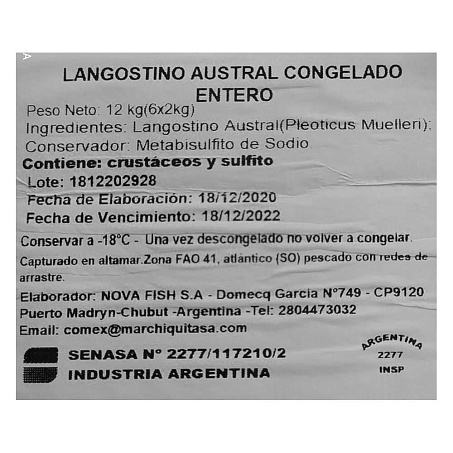 LANGOSTINO AUSTRAL CONGELADO
ENTERO
Peso Neto: 12 kg(6x2kg)
Ingredientes: Langostino Austral(Pleoticus Muelleri);
Conservador: Metabisulfito de Sodio
Contiene: crustáceos y sulfito
Lote: 1812202928
Fecha de Elaboración: 18/12/2020
Fecha de Vencimiento: 18/12/2022
Conservar a -18°C - Una vez descongelado no volver a congelar.
Capturado en altamar.Zona FAO 41, atlántico (SO) pescado con redes de
arrastre.
Elaborador: NOVA FISH S.A - Domecq Garcia N°749 - CP9120
Puerto Madryn-Chubut -Argentina -Tel: 2804473032
Email: comex@marchiquitasa.com
SENASA Nº 2277/117210/2
INDUSTRIA ARGENTINA
ARGENTINA
2277
INSP